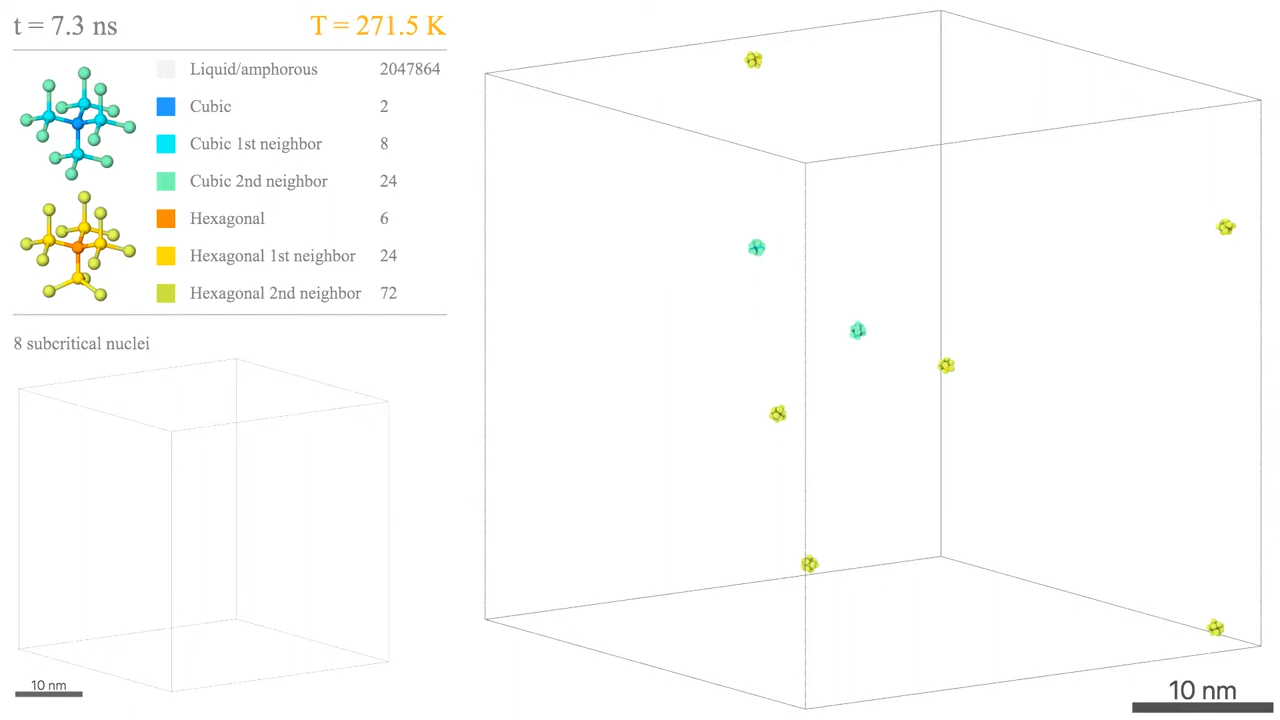 t = 7.3 ns T = 271.5 K
Liquid/amphorous 2047864
Cubic 2
Cubic 1st neighbor 8
Cubic 2nd neighbor 24
Hexagonal 6
Hexagonal 1st neighbor 24
Hexagonal 2nd neighbor 72
8 subcritical nuclei
10 nm
10 nm